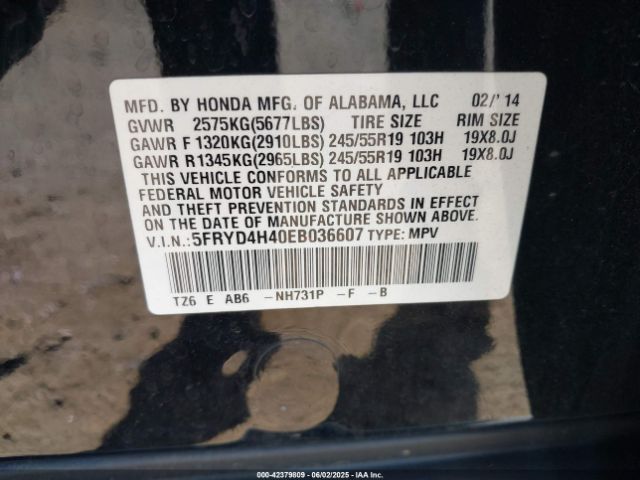 MFD. BY HONDA MFG. OF ALABAMA, LLC 02/'14
GVWR 2575KG(5677LBS) TIRE SIZE RIM SIZE
GAWR F 1320KG(2910LBS) 245/55R19 103H 19X8.0J
GAWR R1345KG(2965LBS) 245/55R19 103H 19X8.0J
THIS VEHICLE CONFORMS TO ALL APPLICABLE
FEDERAL MOTOR VEHICLE SAFETY
AND THEFT PREVENTION STANDARDS IN EFFECT
ON THE DATE OF MANUFACTURE SHOWN ABOVE.
V.I.N.: 5FRYD4H40EB036607 TYPE: MPV
TZ6 E AB6 -NH731P -F -B
000-42379809 - 06/02/2025 - IAA Inc.